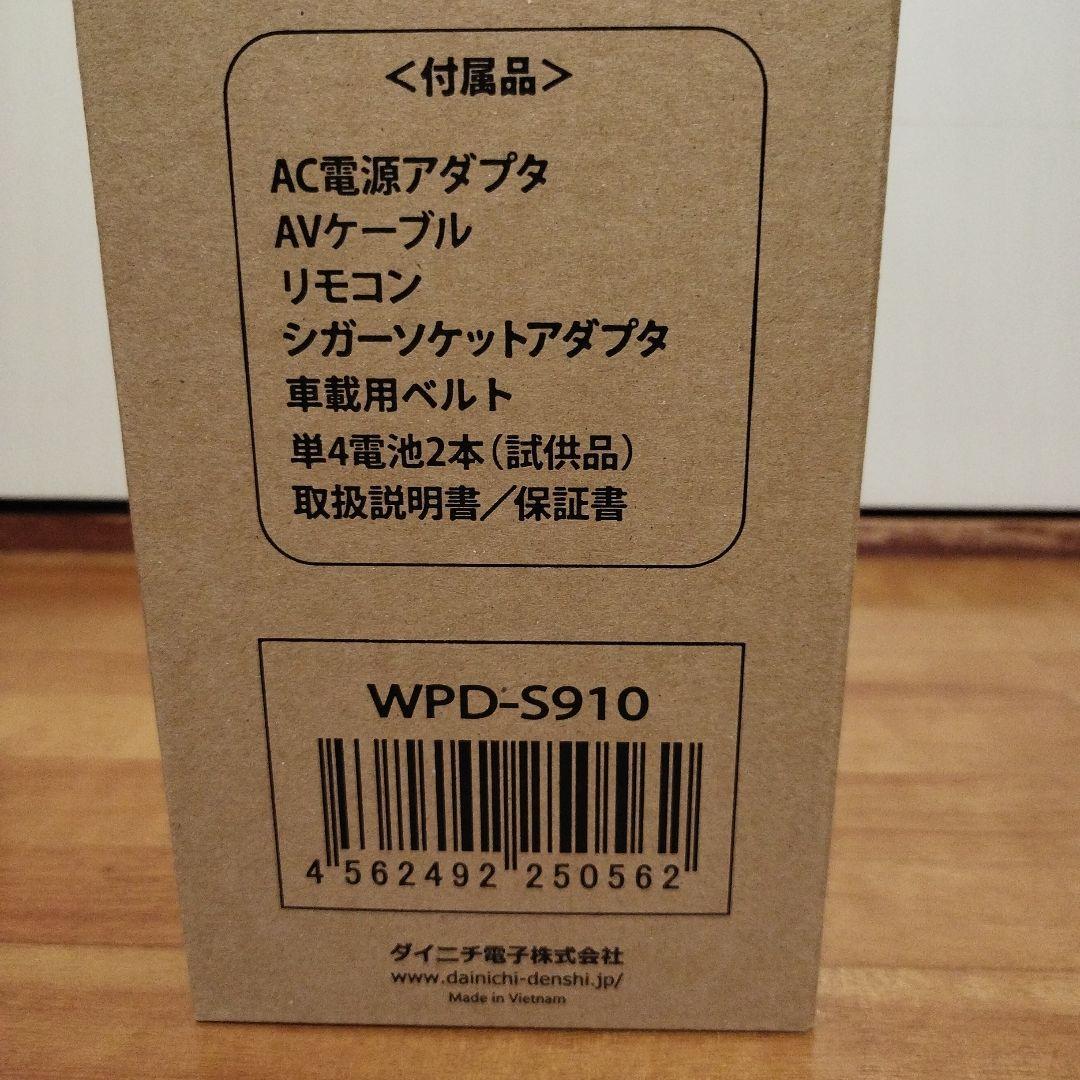 ＜付属品＞
AC電源アダプタ
AVケーブル
リモコン
シガーソケットアダプタ
車載用ベルト
単4電池2本（試供品）
取扱説明書／保証書
WPD-S910
4 562492 250562
ダイニチ電子株式会社
www.dainichi-denshi.jp/
Made in Vietnam